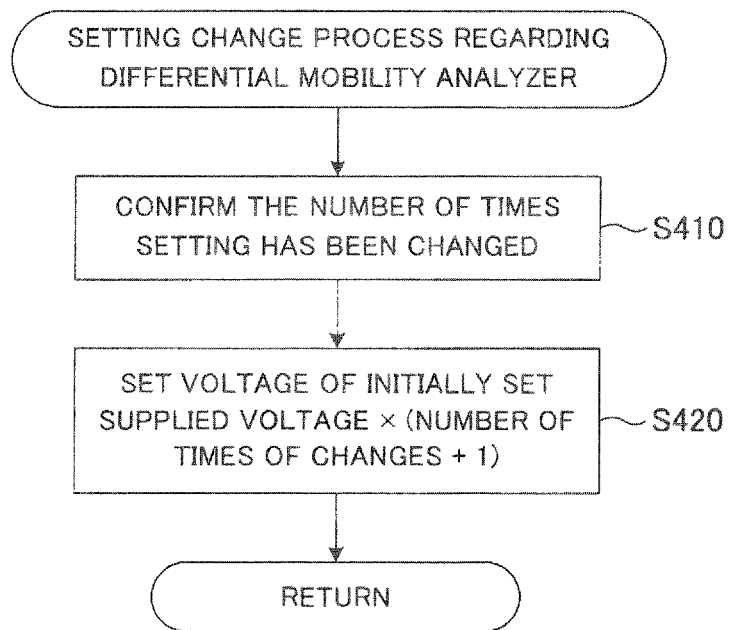 SETTING CHANGE PROCESS REGARDING
DIFFERENTIAL MOBILITY ANALYZER
CONFIRM THE NUMBER OF TIMES
SETTING HAS BEEN CHANGED
S410
SET VOLTAGE OF INITIALLY SET
SUPPLIED VOLTAGE × (NUMBER OF
TIMES OF CHANGES + 1)
S420
RETURN